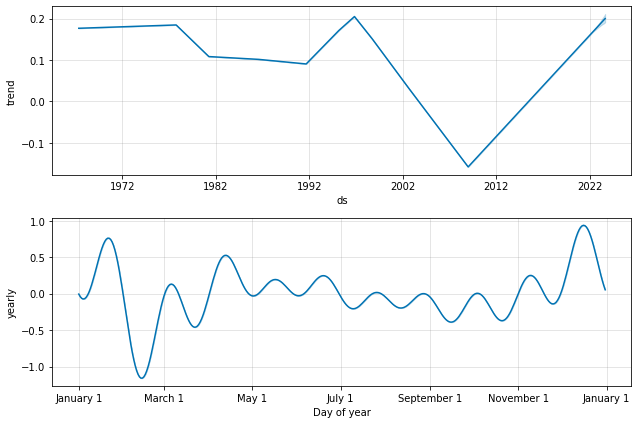 0.2
0.1
0.0
−0.1
trend
1972 1982 1992 2002 2012 2022
ds
1.0
0.5
0.0
−0.5
−1.0
yearly
January 1 March 1 May 1 July 1 September 1 November 1 January 1
Day of year